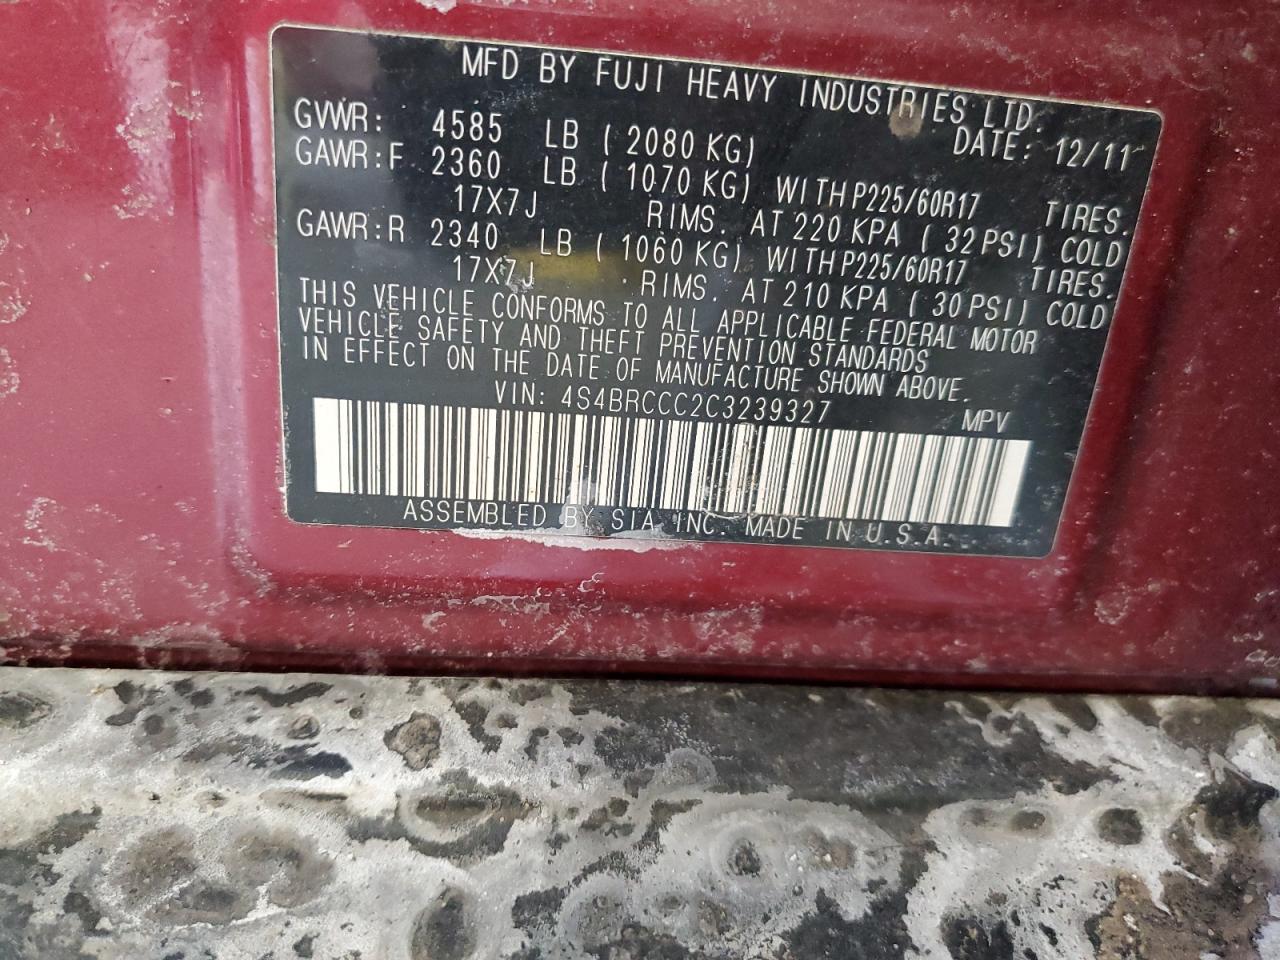 MFD BY FUJI HEAVY INDUSTRIES LTD.
DATE: 12/11
GVWR: 4585 LB ( 2080 KG)
GAWR:F 2360 LB ( 1070 KG) WITH P225/60R17 TIRES.
17X7J RIMS. AT 220 KPA ( 32 PSI) COLD
GAWR:R 2340 LB ( 1060 KG) WITH P225/60R17 TIRES.
17X7J RIMS. AT 210 KPA ( 30 PSI) COLD
THIS VEHICLE CONFORMS TO ALL APPLICABLE FEDERAL MOTOR
VEHICLE SAFETY AND THEFT PREVENTION STANDARDS
IN EFFECT ON THE DATE OF MANUFACTURE SHOWN ABOVE.
VIN: 4S4BRCCC2C3239327 MPV
ASSEMBLED BY SIA INC. MADE IN U.S.A.